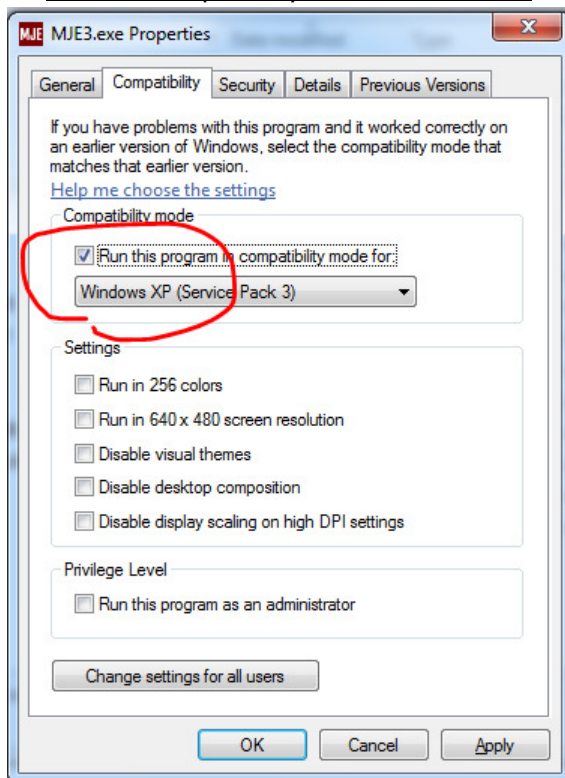 MJE MJE3.exe Properties
General Compatibility Security Details Previous Versions
If you have problems with this program and it worked correctly on
an earlier version of Windows, select the compatibility mode that
matches that earlier version.
Help me choose the settings
Compatibility mode
Run this program in compatibility mode for:
Windows XP (Service Pack 3)
Settings
Run in 256 colors
Run in 640 x 480 screen resolution
Disable visual themes
Disable desktop composition
Disable display scaling on high DPI settings
Privilege Level
Run this program as an administrator
Change settings for all users
OK Cancel Apply